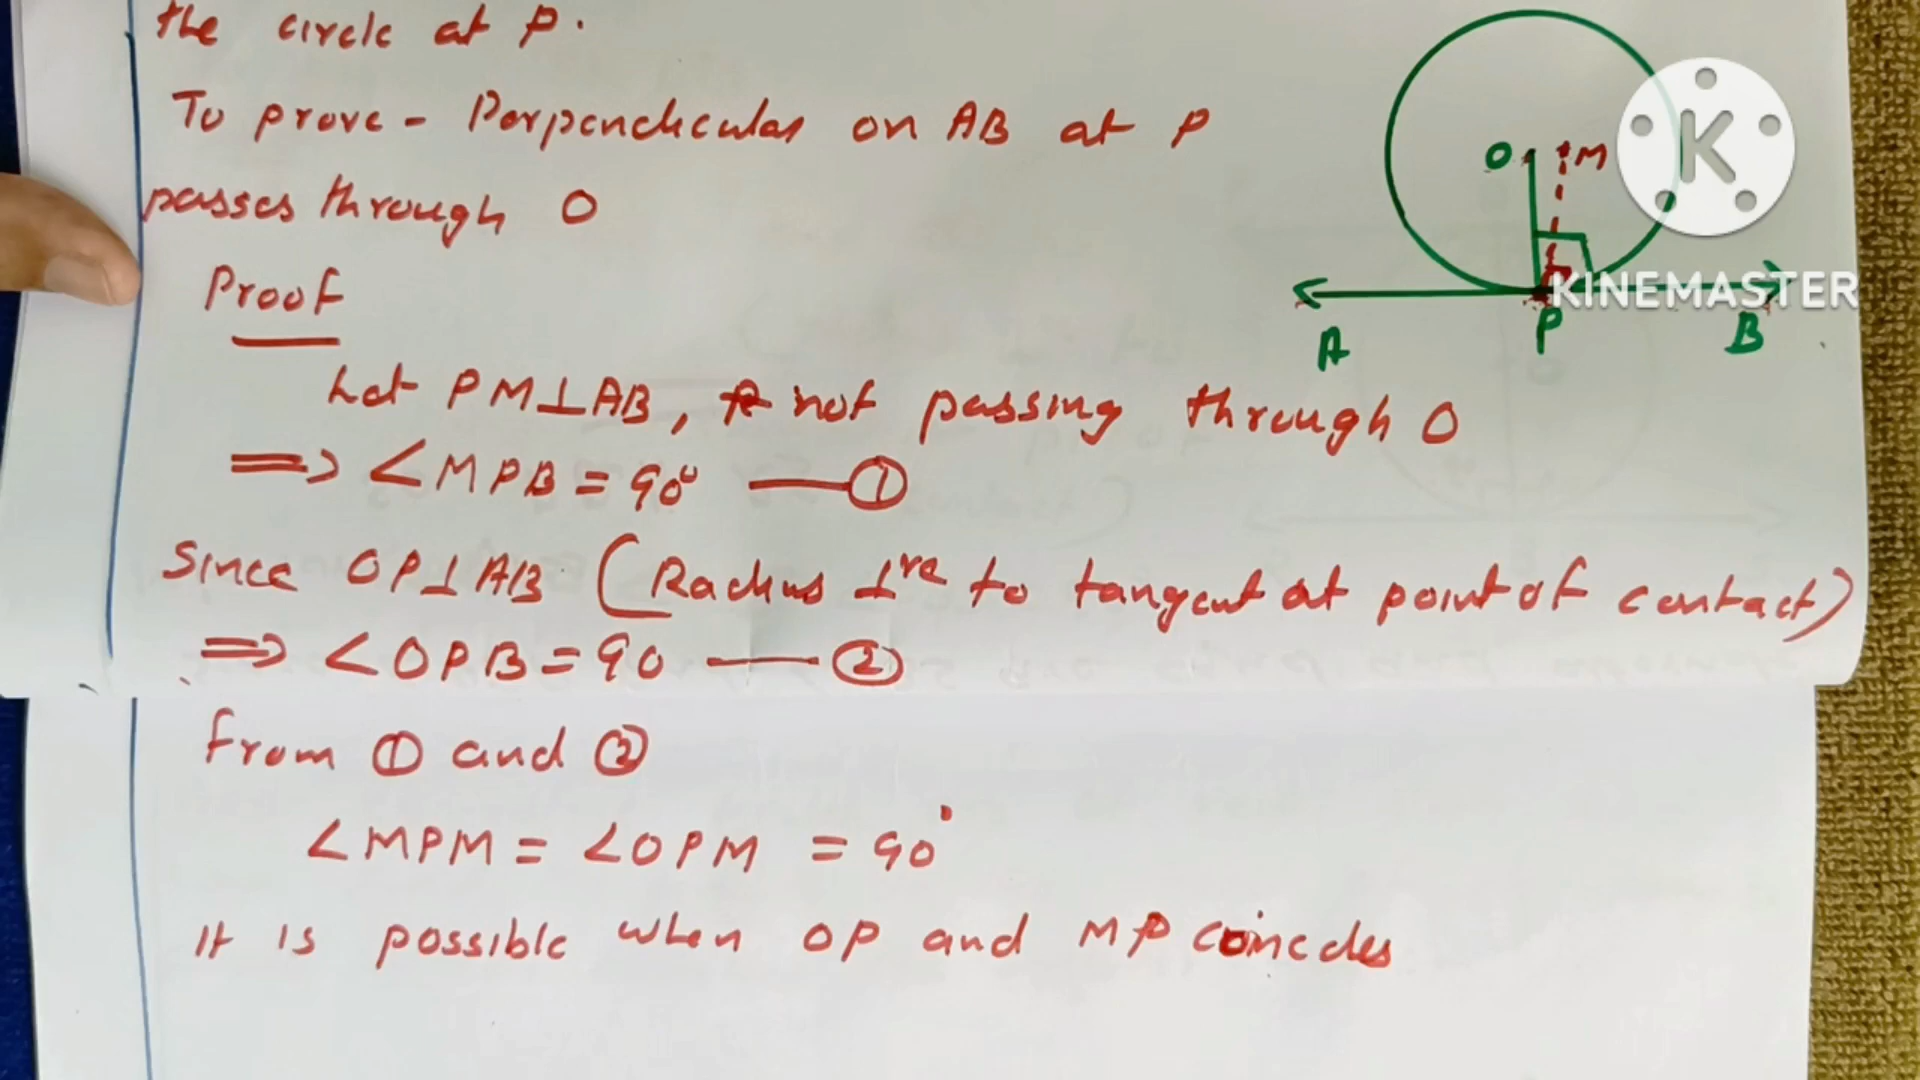 the circle at P.
To prove - Perpendicular on AB at P
passes through O
Proof
Let PM⊥AB, not passing through O
⟹ ∠MPB = 90° —— ①
Since OP⊥AB (Radius ⊥re to tangent at point of contact)
⟹ ∠OPB = 90 —— ②
from ① and ②
∠MPM = ∠OPM = 90°
it is possible when OP and MP coincdes
O M
K
KINEMASTER
A P B